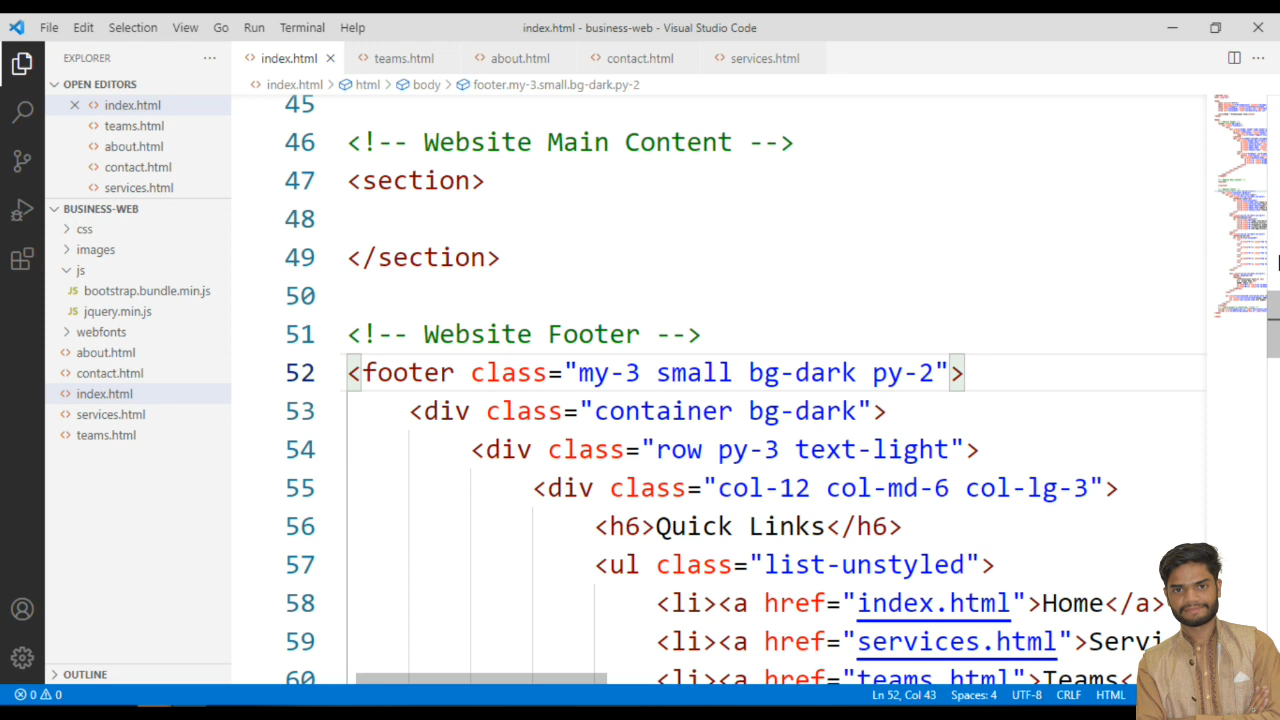 File Edit Selection View Go Run Terminal Help index.html - business-web - Visual Studio Code
EXPLORER
OPEN EDITORS
index.html
teams.html
about.html
contact.html
services.html
BUSINESS-WEB
css
images
js
JS bootstrap.bundle.min.js
JS jquery.min.js
webfonts
about.html
contact.html
index.html
services.html
teams.html
OUTLINE
index.html teams.html about.html contact.html services.html
index.html > html > body > footer.my-3.small.bg-dark.py-2
45
46 <!-- Website Main Content -->
47 <section>
48
49 </section>
50
51 <!-- Website Footer -->
52 <footer class="my-3 small bg-dark py-2">
53 <div class="container bg-dark">
54 <div class="row py-3 text-light">
55 <div class="col-12 col-md-6 col-lg-3">
56 <h6>Quick Links</h6>
57 <ul class="list-unstyled">
58 <li><a href="index.html">Home</a>
59 <li><a href="services.html">Servi
60 <li><a href="teams.html">Teams<
0 0 Ln 52, Col 43 Spaces: 4 UTF-8 CRLF HTML